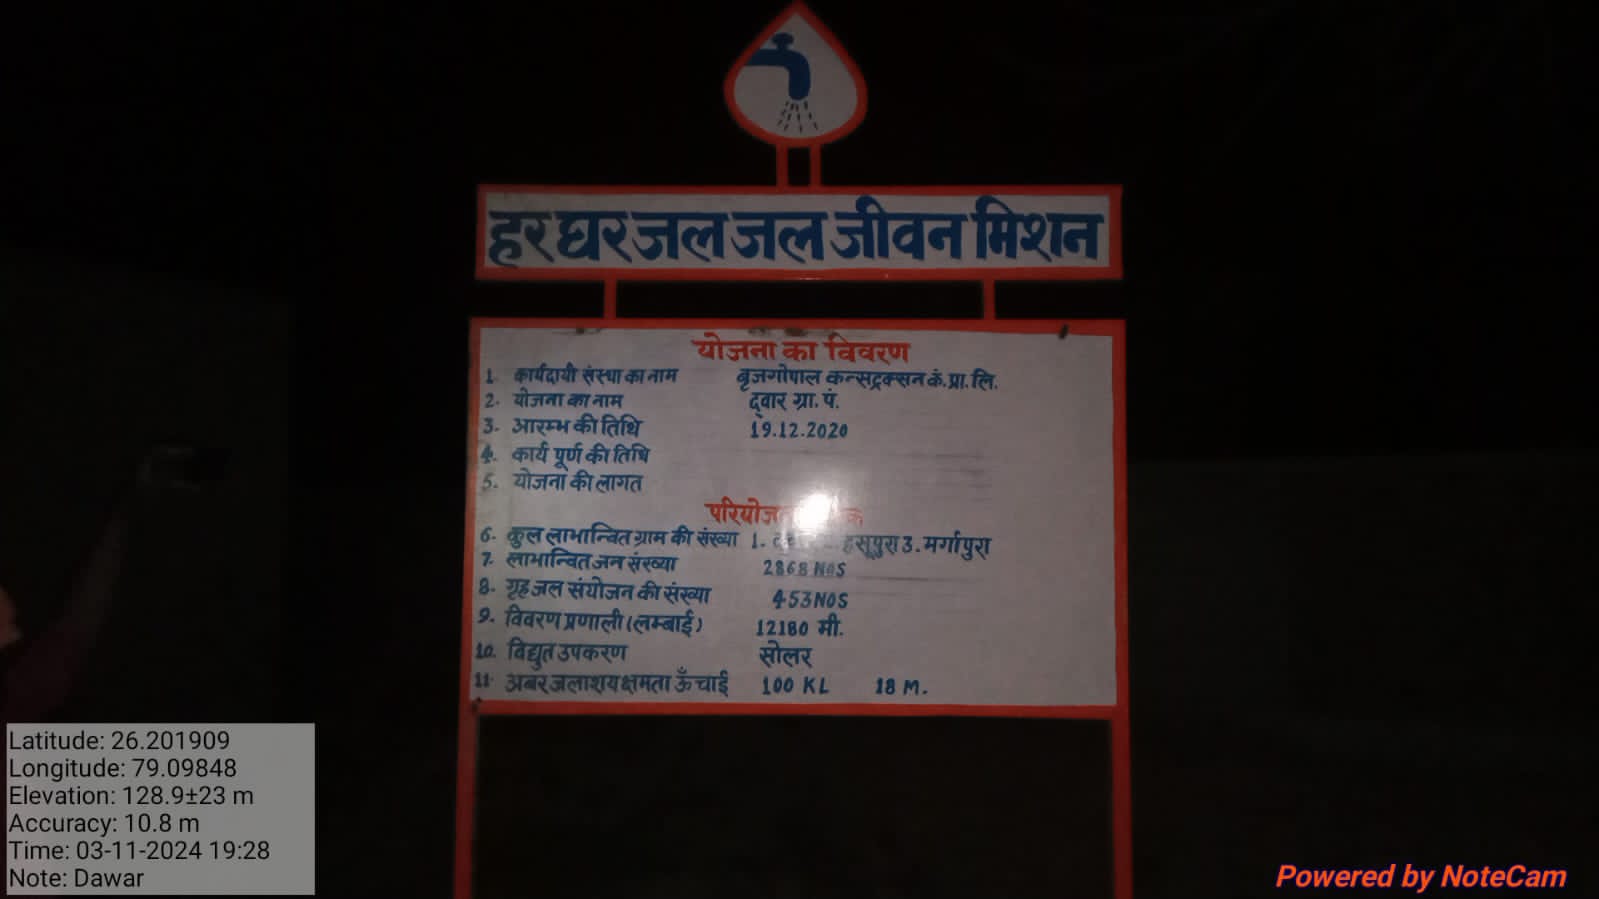 हर घर जल जल जीवन मिशन
योजना का विवरण
1. कार्यदायी संस्था का नाम बृजगोपाल कन्सट्रक्सन कं. प्रा. लि.
2. योजना का नाम द्वार ग्रा. पं.
3. आरम्भ की तिथि 19.12.2020
4. कार्य पूर्ण की तिथि
5. योजना की लागत
6. कुल लाभान्वित ग्राम की संख्या 1. हसूपुरा 3. मर्गापुरा
7. लाभान्वित जन संख्या 2868 NOS
8. गृह जल संयोजन की संख्या 453 NOS
9. विवरण प्रणाली (लम्बाई) 12180 मी.
10. विद्युत उपकरण सोलर
11. अबर जलाशय क्षमता ऊँचाई 100 KL 18 M.
Latitude: 26.201909
Longitude: 79.09848
Elevation: 128.9±23 m
Accuracy: 10.8 m
Time: 03-11-2024 19:28
Note: Dawar
Powered by NoteCam